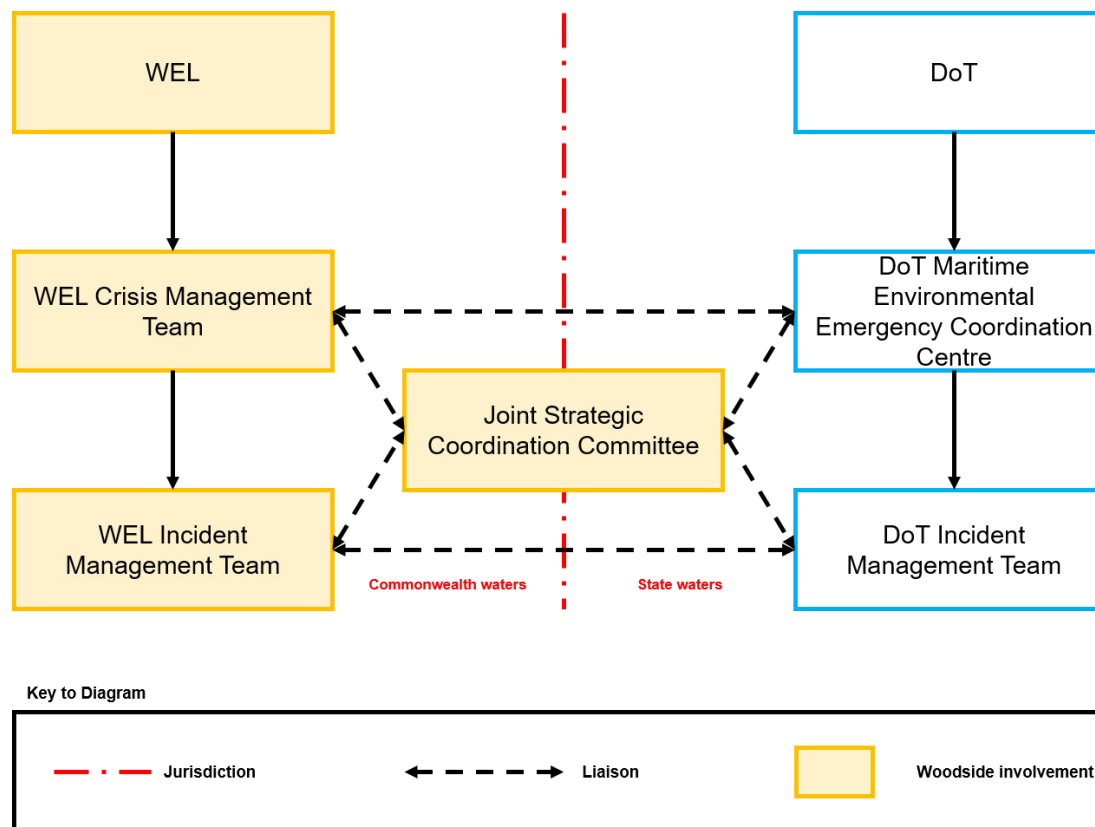 WEL
DoT
WEL Crisis Management
Team
DoT Maritime
Environmental
Emergency Coordination
Centre
Joint Strategic
Coordination Committee
WEL Incident
Management Team
DoT Incident
Management Team
Commonwealth waters
State waters
Key to Diagram
Jurisdiction
Liaison
Woodside involvement